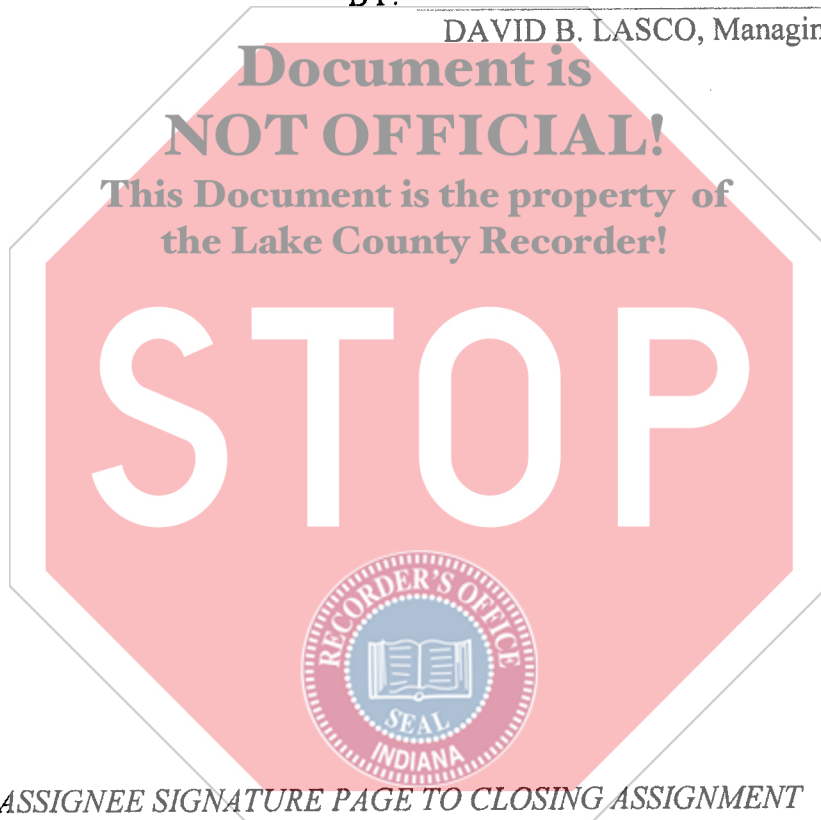 BY:
DAVID B. LASCO, Managin
Document is
NOT OFFICIAL!
This Document is the property of
the Lake County Recorder!
STOP
RECORDER'S OFFICE
SEAL
INDIANA
ASSIGNEE SIGNATURE PAGE TO CLOSING ASSIGNMENT